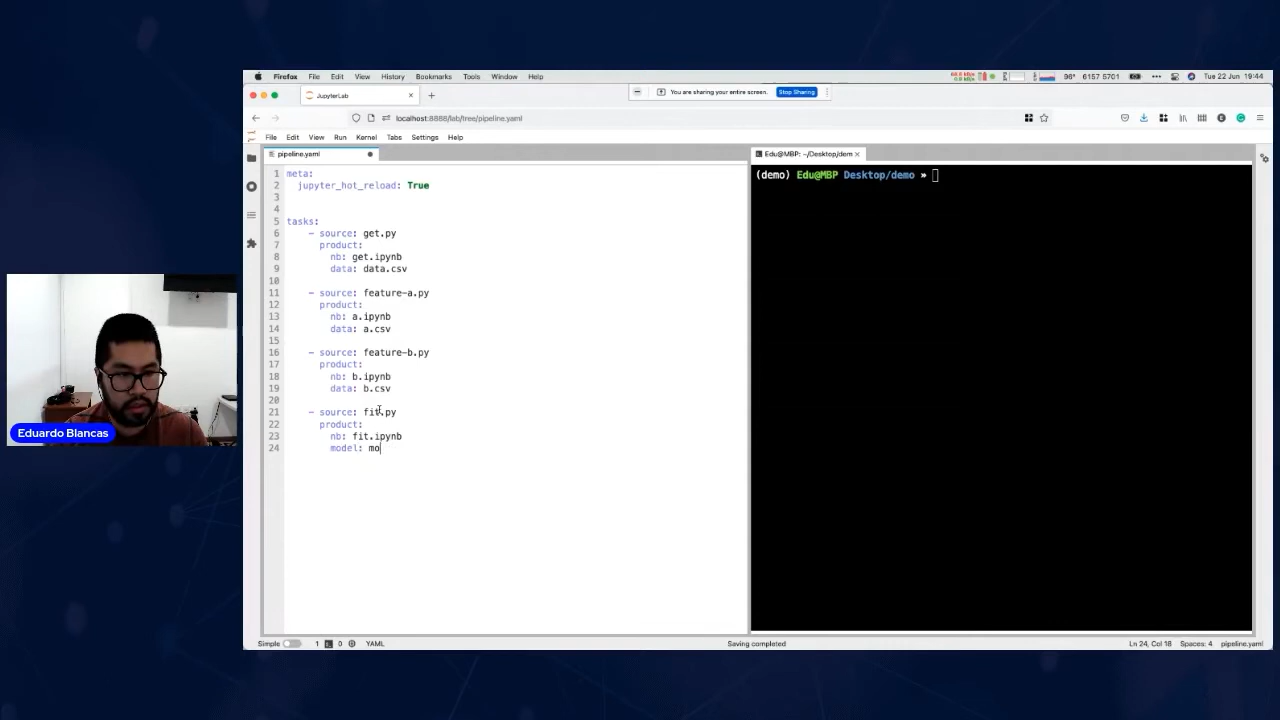 Firefox File Edit View History Bookmarks Tools Window Help
96° 6157 5701 Tue 22 Jun 19:44
JupyterLab
You are sharing your entire screen. Stop Sharing
localhost:8888/lab/tree/pipeline.yaml
File Edit View Run Kernel Tabs Settings Help
pipeline.yaml
1 meta:
2 jupyter_hot_reload: True
3
4
5 tasks:
6 - source: get.py
7 product:
8 nb: get.ipynb
9 data: data.csv
10
11 - source: feature-a.py
12 product:
13 nb: a.ipynb
14 data: a.csv
15
16 - source: feature-b.py
17 product:
18 nb: b.ipynb
19 data: b.csv
20
21 - source: fit.py
22 product:
23 nb: fit.ipynb
24 model: mo
Edu@MBP: ~/Desktop/dem
(demo) Edu@MBP Desktop/demo »
Eduardo Blancas
Simple 1 0 YAML Saving completed Ln 24, Col 18 Spaces: 4 pipeline.yaml